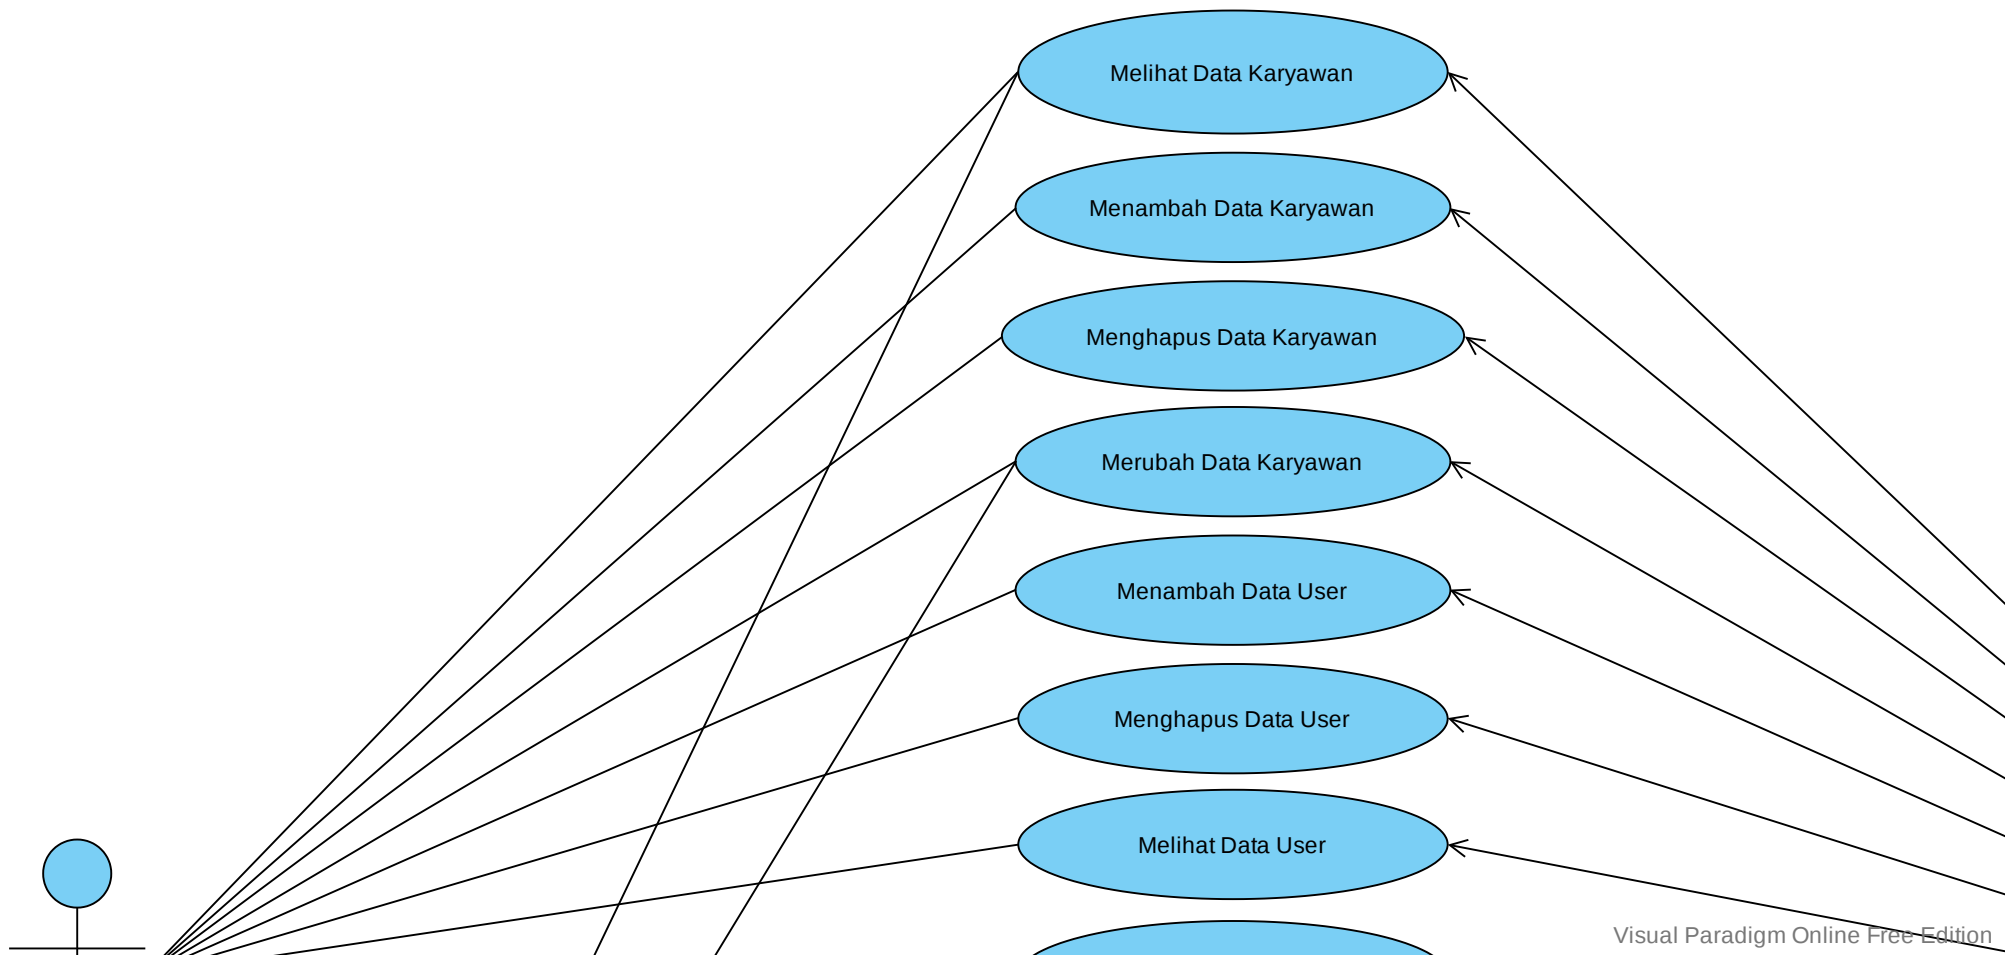 Melihat Data Karyawan
Menambah Data Karyawan
Menghapus Data Karyawan
Merubah Data Karyawan
Menambah Data User
Menghapus Data User
Melihat Data User
Visual Paradigm Online Free Edition